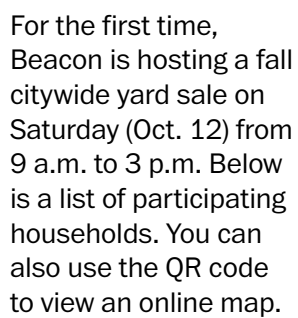 For the first time,
Beacon is hosting a fall
citywide yard sale on
Saturday (Oct. 12) from
9 a.m. to 3 p.m. Below
is a list of participating
households. You can
also use the QR code
to view an online map.